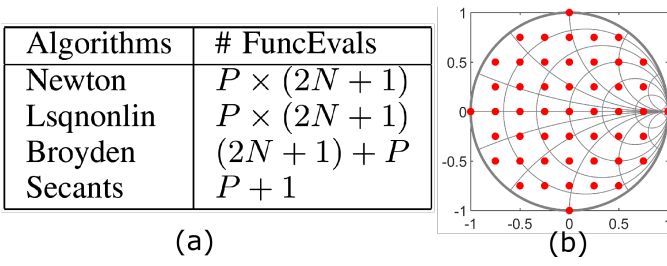 Algorithms # FuncEvals
Newton P × (2N + 1)
Lsqnonlin P × (2N + 1)
Broyden (2N + 1) + P
Secants P + 1
(a)
1
0.5
0
-0.5
-1
-1 -0.5 0 0.5 1
(b)